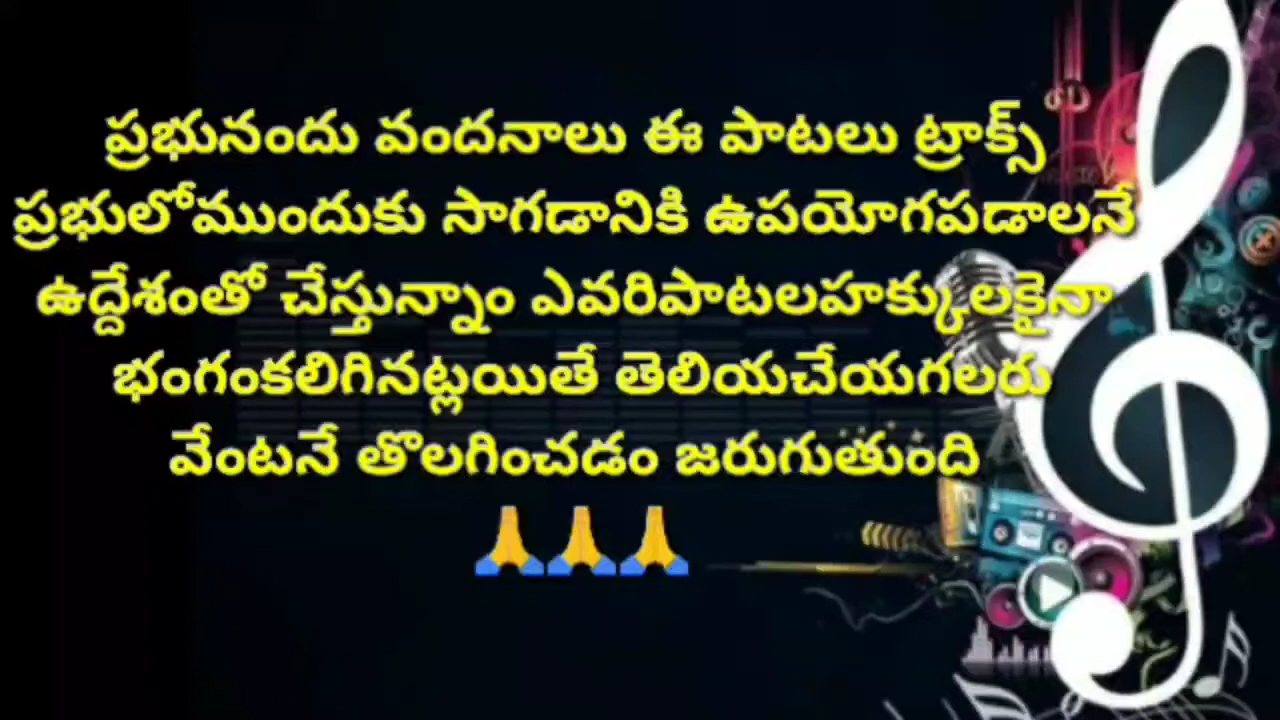 ప్రభునందు వందనాలు ఈ పాటలు ట్రాక్స్
ప్రభులోముందుకు సాగడానికి ఉపయోగపడాలనే
ఉద్దేశంతో చేస్తున్నాం ఎవరిపాటలహక్కులకైనా
భంగంకలిగినట్లయితే తెలియచేయగలరు
వేంటనే తొలగించడం జరుగుతుంది
🙏🙏🙏